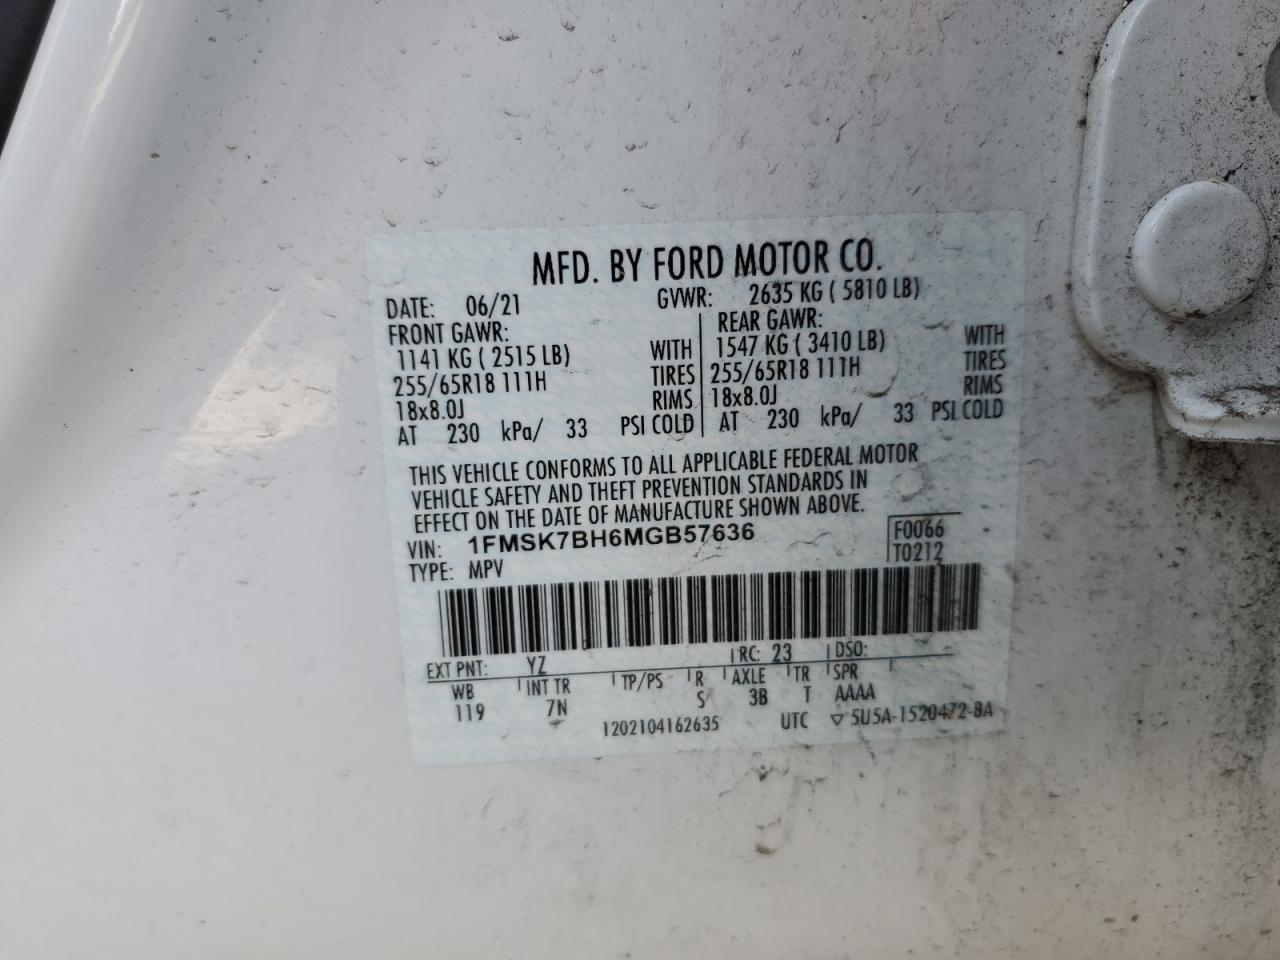 MFD. BY FORD MOTOR CO.
DATE: 06/21 GVWR: 2635 KG ( 5810 LB)
FRONT GAWR: REAR GAWR:
1141 KG ( 2515 LB) WITH 1547 KG ( 3410 LB) WITH
255/65R18 111H TIRES 255/65R18 111H TIRES
18x8.0J RIMS 18x8.0J RIMS
AT 230 kPa/ 33 PSI COLD AT 230 kPa/ 33 PSI COLD
THIS VEHICLE CONFORMS TO ALL APPLICABLE FEDERAL MOTOR
VEHICLE SAFETY AND THEFT PREVENTION STANDARDS IN
EFFECT ON THE DATE OF MANUFACTURE SHOWN ABOVE.
VIN: 1FMSK7BH6MGB57636 F0066
TYPE: MPV T0212
EXT PNT: YZ RC: 23 DSO:
WB INT TR TP/PS R AXLE TR SPR
119 7N S 3B T AAAA
1202104162635 UTC ▽ 5U5A-1520472-BA